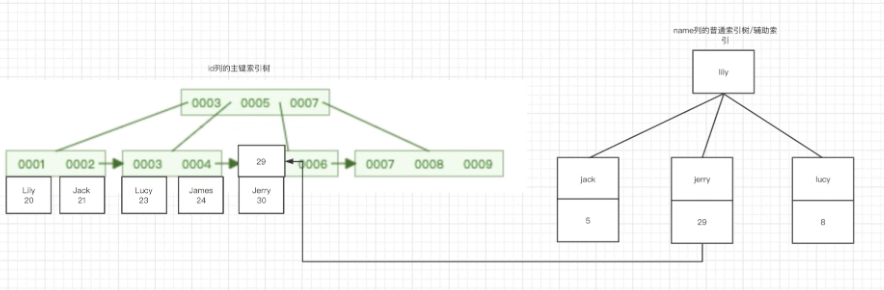 name列的普通索引树/辅助索
引
id列的主键索引树
lily
0003 0005 0007
0001 0002 0003 0004 29 0006 0007 0008 0009
Lily
20
Jack
21
Lucy
23
James
24
Jerry
30
jack
5
jerry
29
lucy
8